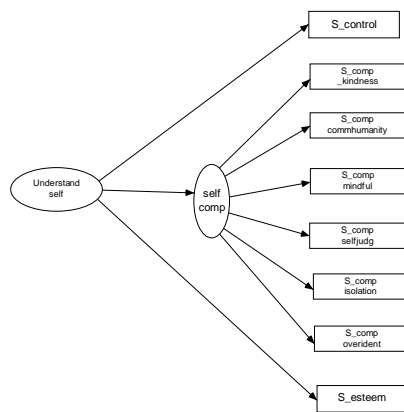 S_control
S_comp
_kindness
S_comp
commhumanity
Understand
self
self
comp
S_comp
mindful
S_comp
selfjudg
S_comp
isolation
S_comp
overident
S_esteem